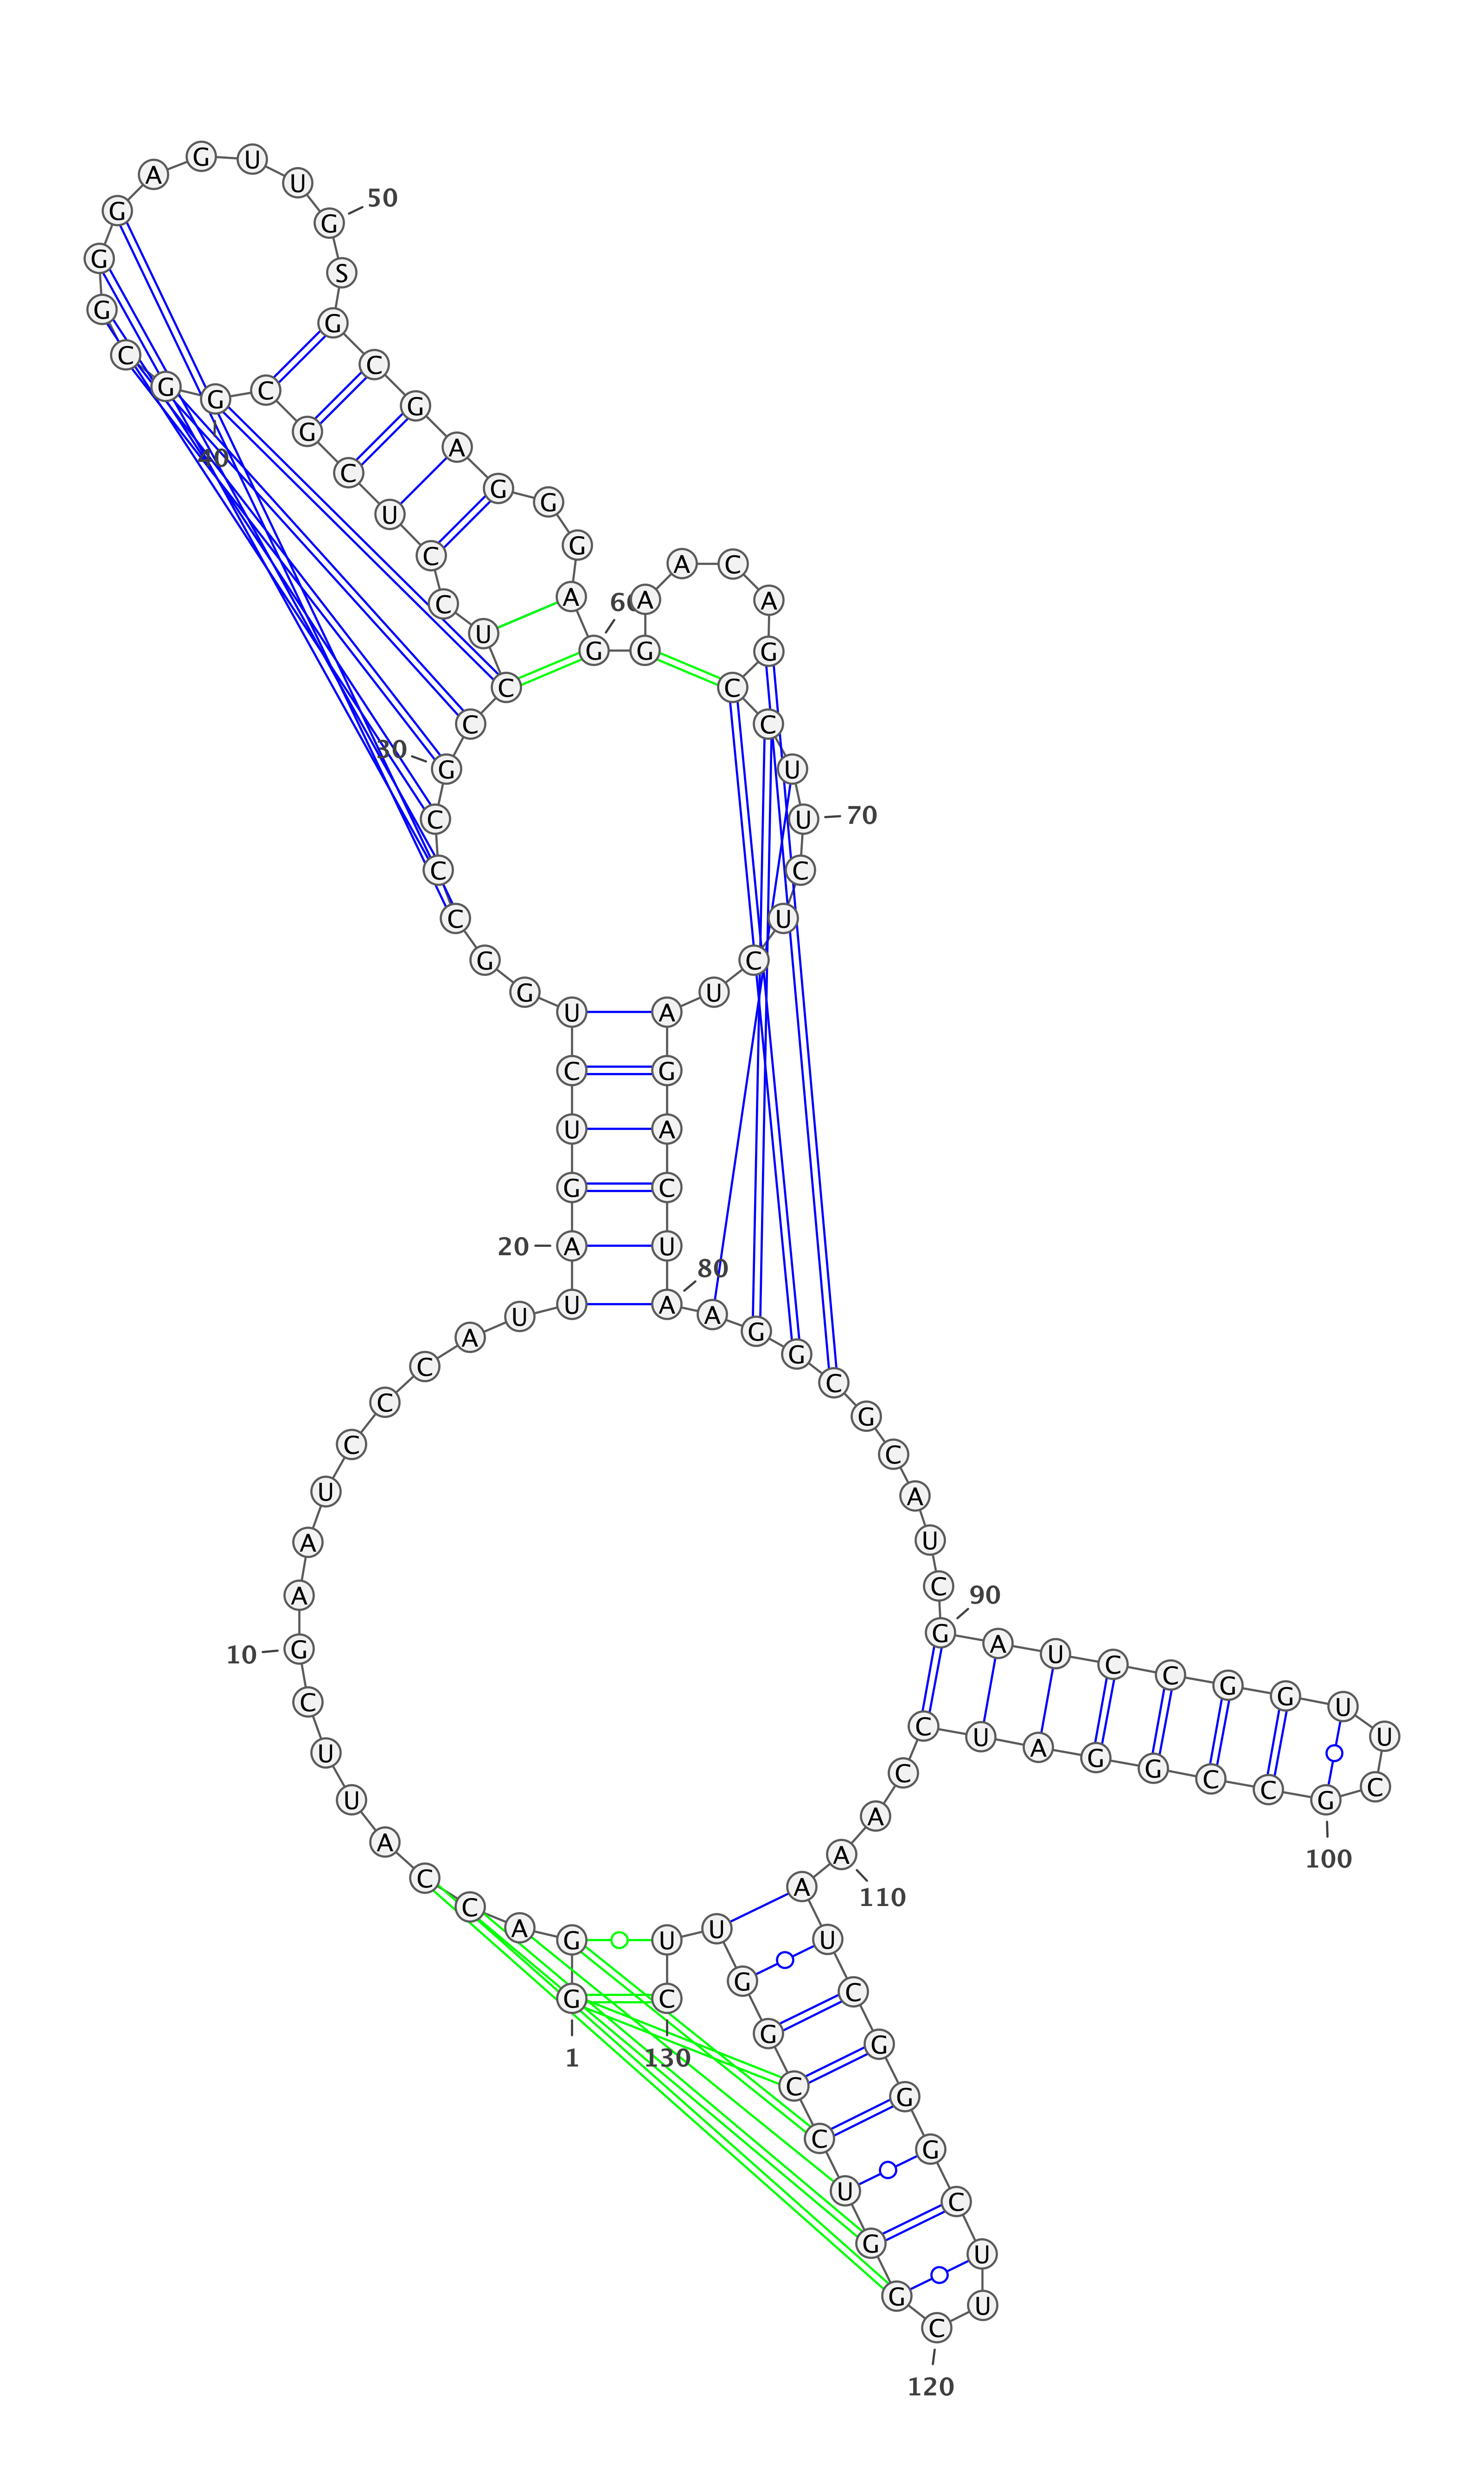 G G A C C A U U C G
1
10
A A U C C C A U U A
20
G U C U G G C C C G
30
C C U C C U C G C G
40
G C G G G A G U U G
50
S G C G A G G G A G
60
G A A C A G C C U U
70
C U C U A G A C U A
80
A G G C G C A U C G
90
A U C C G G U U C G
100
C C G G A U C C A A
110
A U C G G G C U U C
120
G G U C C G G U U C
130